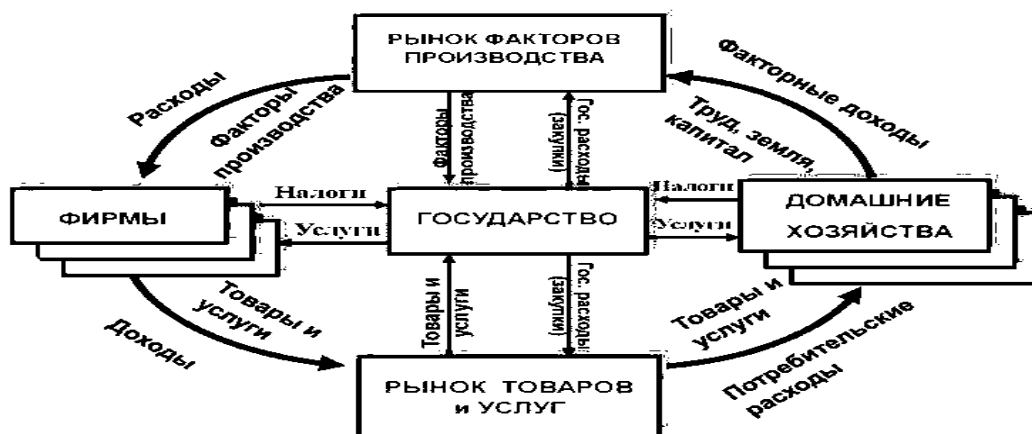 РЫНОК ФАКТОРОВ
ПРОИЗВОДСТВА
Расходы
Факторы
производства
Факторы
производства
Гос. расходы
(закупки)
Факторные доходы
Труд, земля,
капитал
ФИРМЫ
Налоги
Услуги
ГОСУДАРСТВО
Налоги
Услуги
ДОМАШНИЕ
ХОЗЯЙСТВА
Товары и
услуги
Доходы
Товары и
услуги
Гос. расходы
(закупки)
Товары и
услуги
Потребительские
расходы
РЫНОК ТОВАРОВ
и УСЛУГ